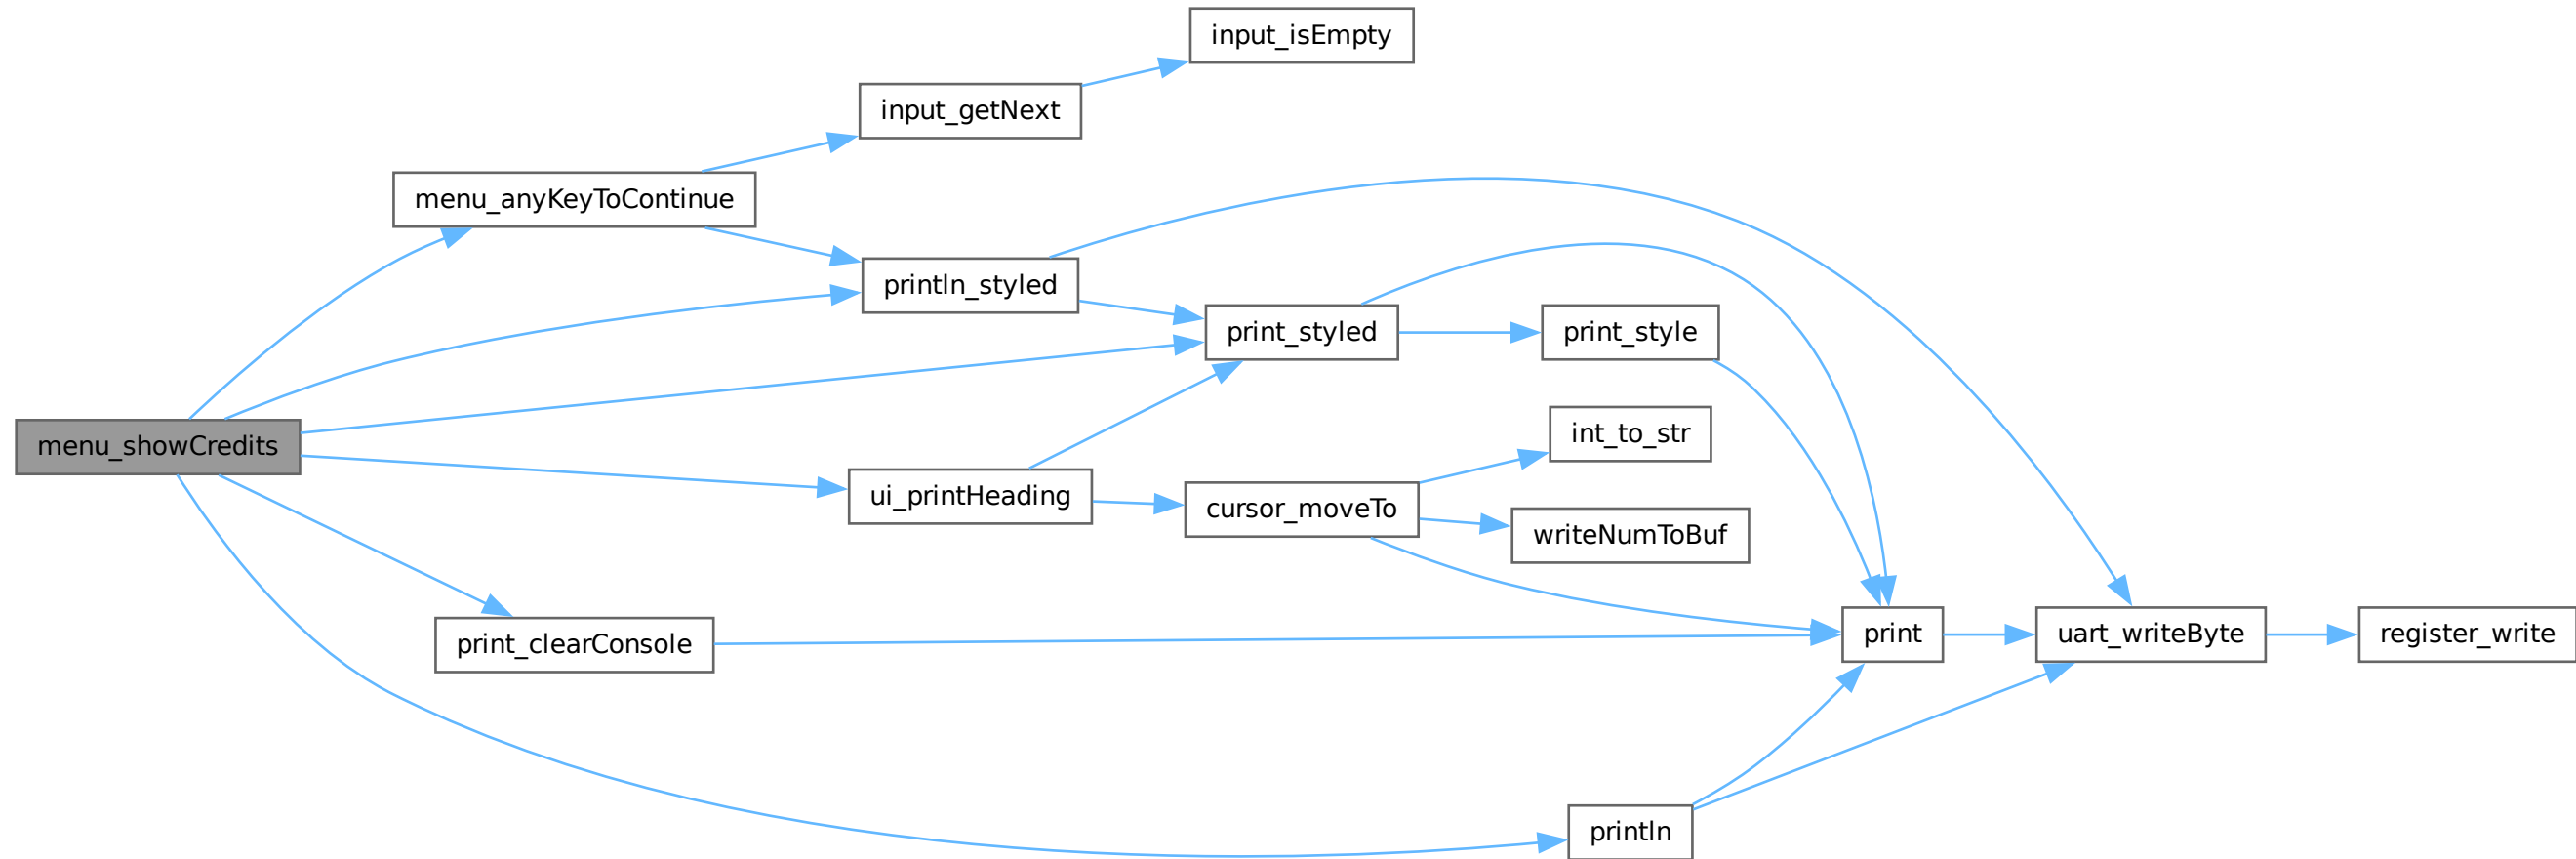 input_isEmpty
input_getNext
menu_anyKeyToContinue
println_styled
print_styled
print_style
menu_showCredits
int_to_str
ui_printHeading
cursor_moveTo
writeNumToBuf
print_clearConsole
print
uart_writeByte
register_write
println